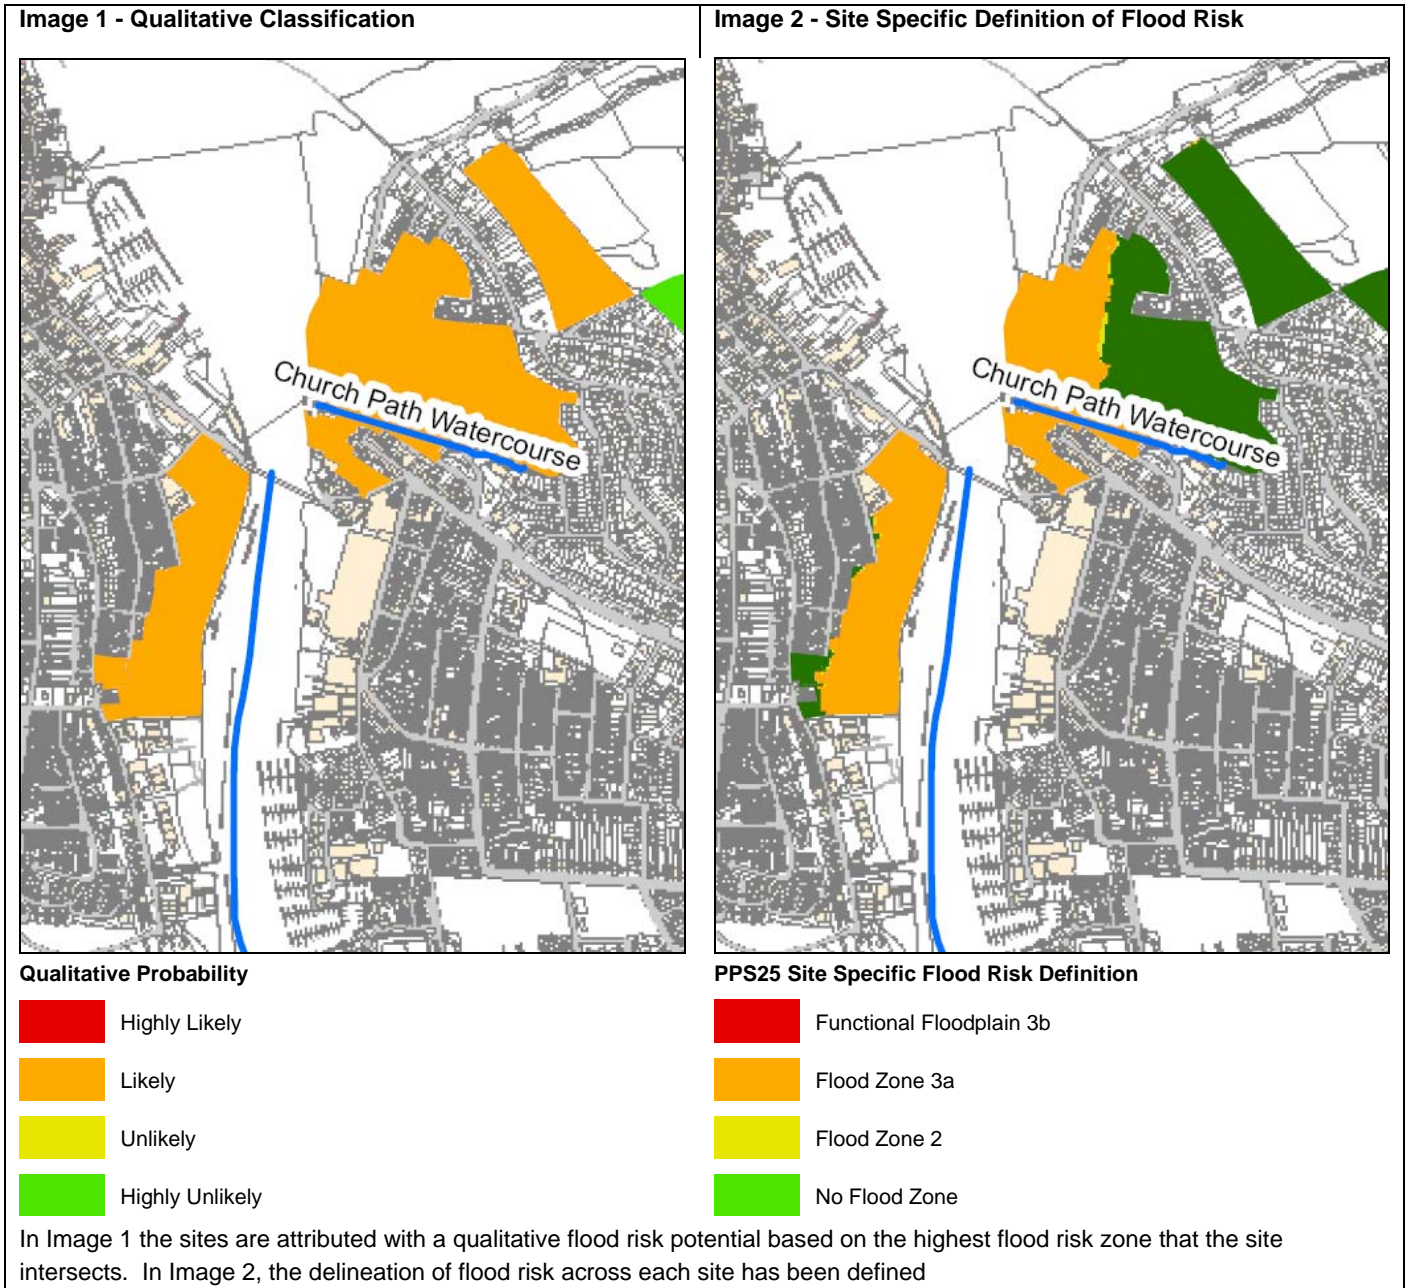 Image 1 - Qualitative Classification
Image 2 - Site Specific Definition of Flood Risk
Church Path Watercourse
Church Path Watercourse
Qualitative Probability
Highly Likely
Likely
Unlikely
Highly Unlikely
PPS25 Site Specific Flood Risk Definition
Functional Floodplain 3b
Flood Zone 3a
Flood Zone 2
No Flood Zone
In Image 1 the sites are attributed with a qualitative flood risk potential based on the highest flood risk zone that the site
intersects.  In Image 2, the delineation of flood risk across each site has been defined